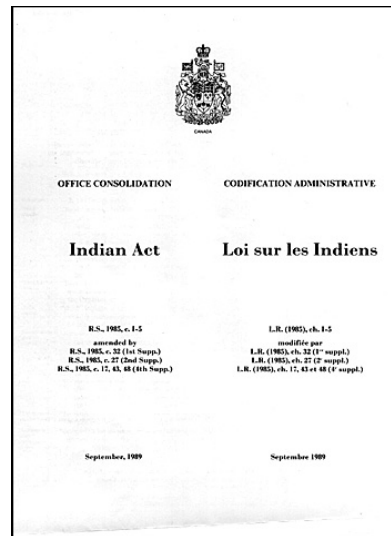 CANADA
OFFICE CONSOLIDATION
Indian Act
R.S., 1985, c. I-5
amended by
R.S., 1985, c. 32 (1st Supp.)
R.S., 1985, c. 27 (2nd Supp.)
R.S., 1985, c. 17, 43, 48 (4th Supp.)
September, 1989
CODIFICATION ADMINISTRATIVE
Loi sur les Indiens
L.R. (1985), ch. I-5
modifiée par
L.R. (1985), ch. 32 (1er suppl.)
L.R. (1985), ch. 27 (2e suppl.)
L.R. (1985), ch. 17, 43 et 48 (4e suppl.)
Septembre 1989